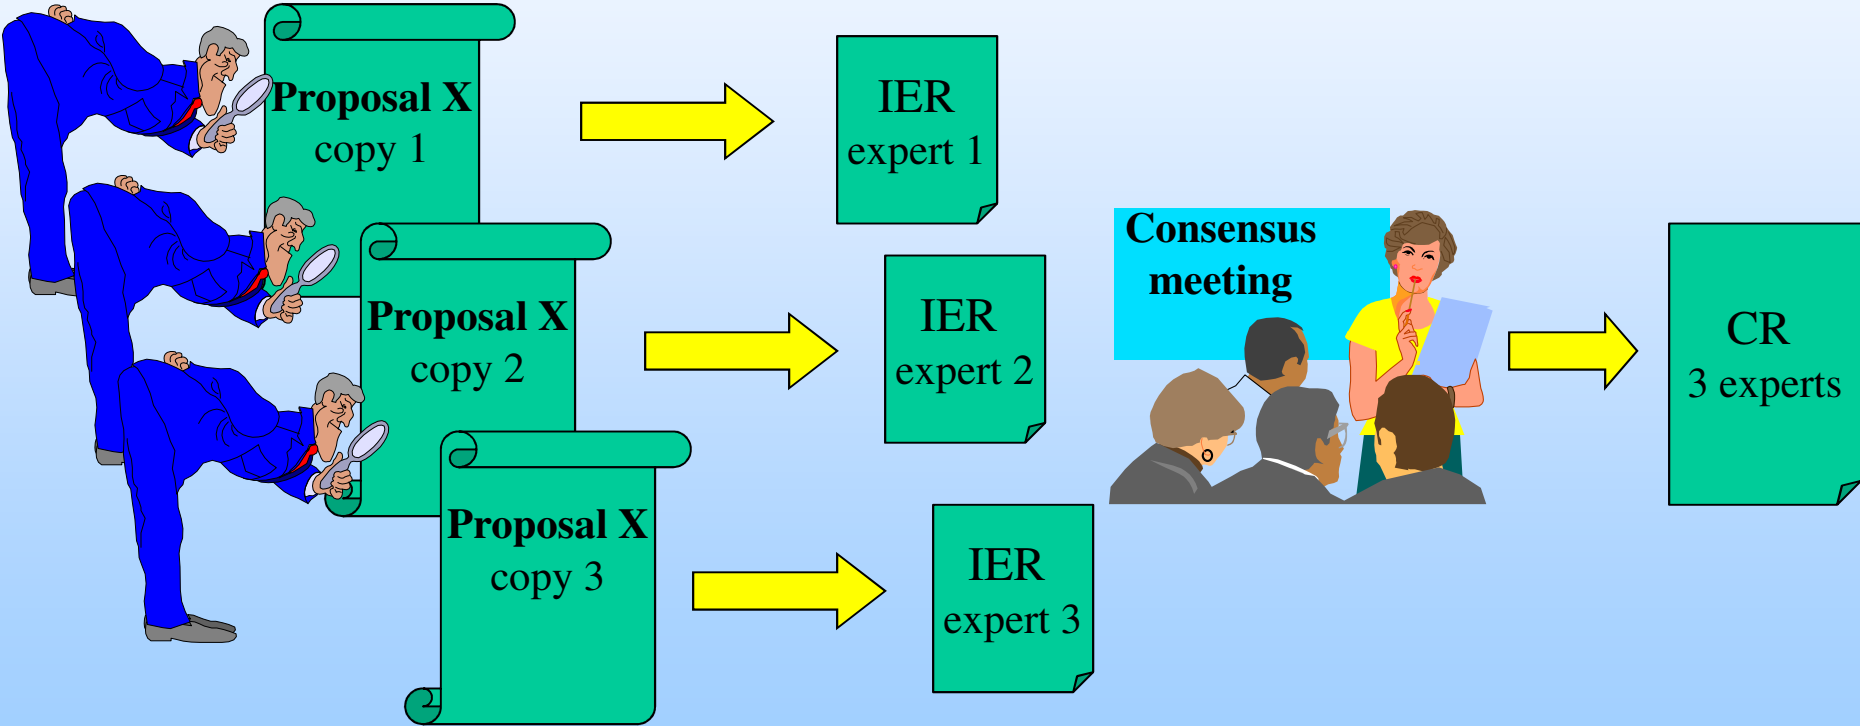 Proposal X
copy 1
IER
expert 1
Proposal X
copy 2
IER
expert 2
Proposal X
copy 3
IER
expert 3
Consensus
meeting
CR
3 experts